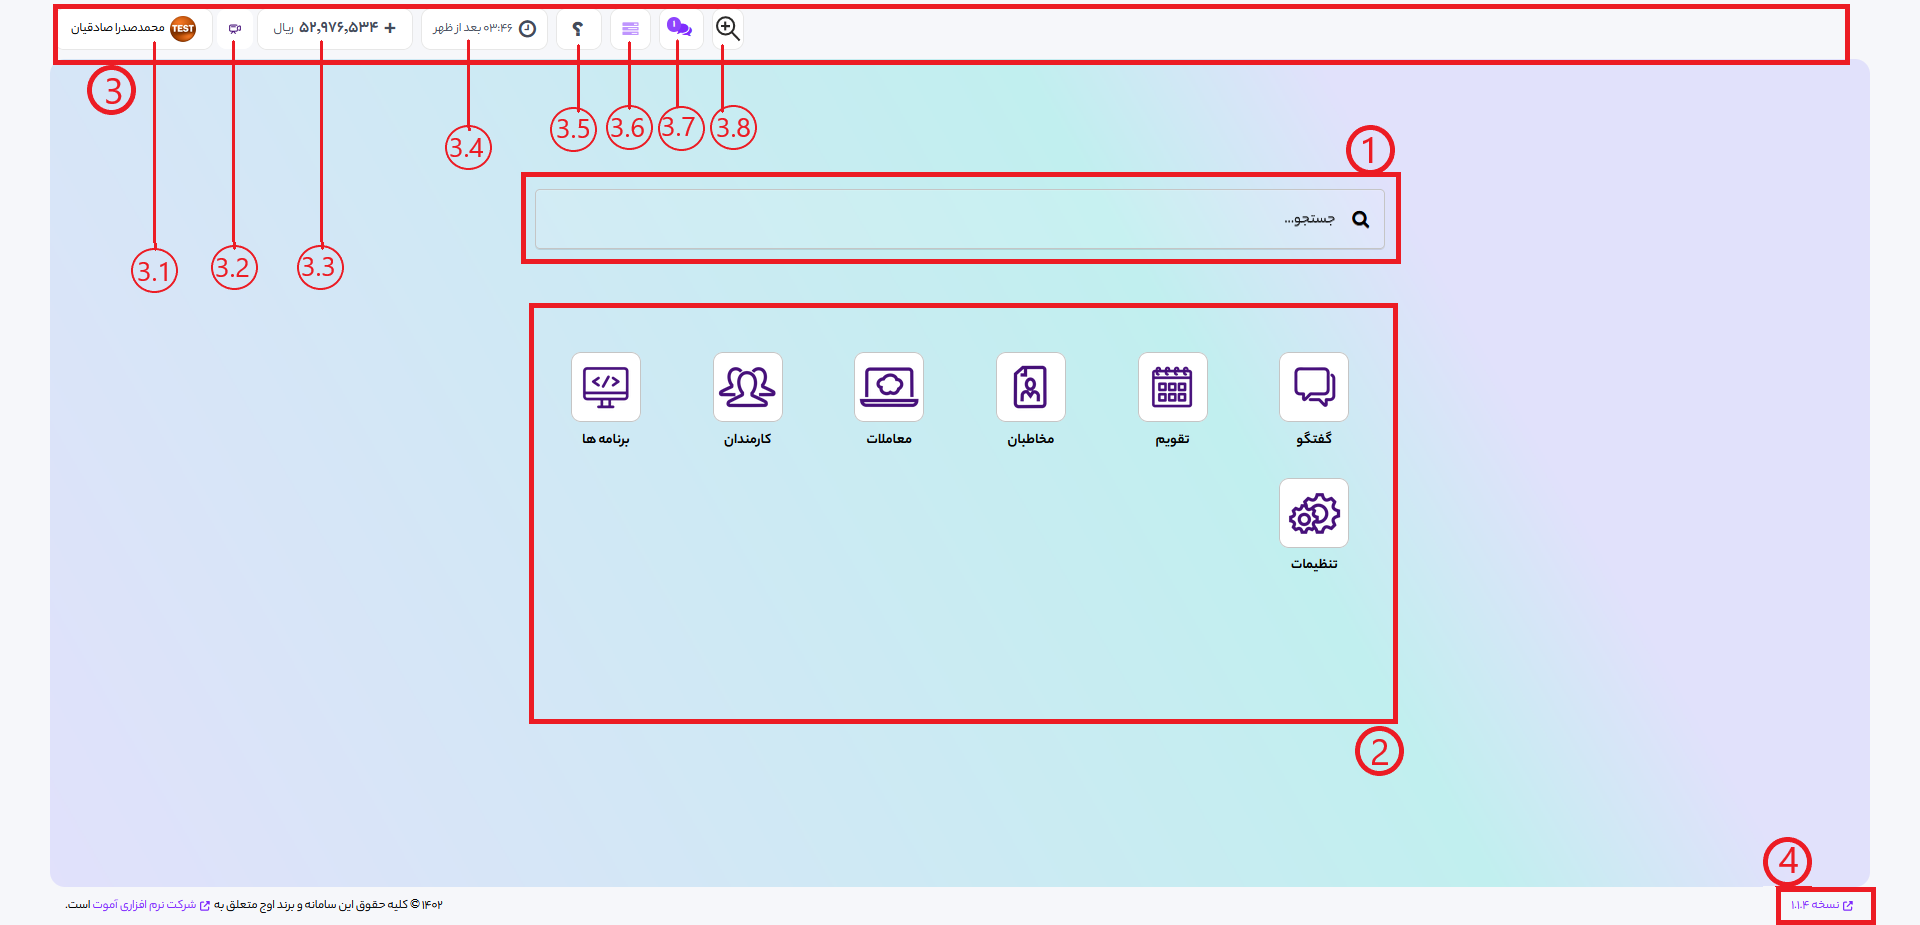 محمدصدرا صادقیان TEST
۵۲,۹۷۶,۵۳۴ ریال +
۰۳:۴۶ بعد از ظهر
؟
1
3
3.1
3.2
3.3
3.4
3.5
3.6
3.7
3.8
1
جستجو...
گفتگو
تقویم
مخاطبان
معاملات
کارمندان
برنامه ها
تنظیمات
2
4
نسخه ۱.۱.۴
۱۴۰۲ © کلیه حقوق این سامانه و برند اوج متعلق به شرکت نرم افزاری آموت است.